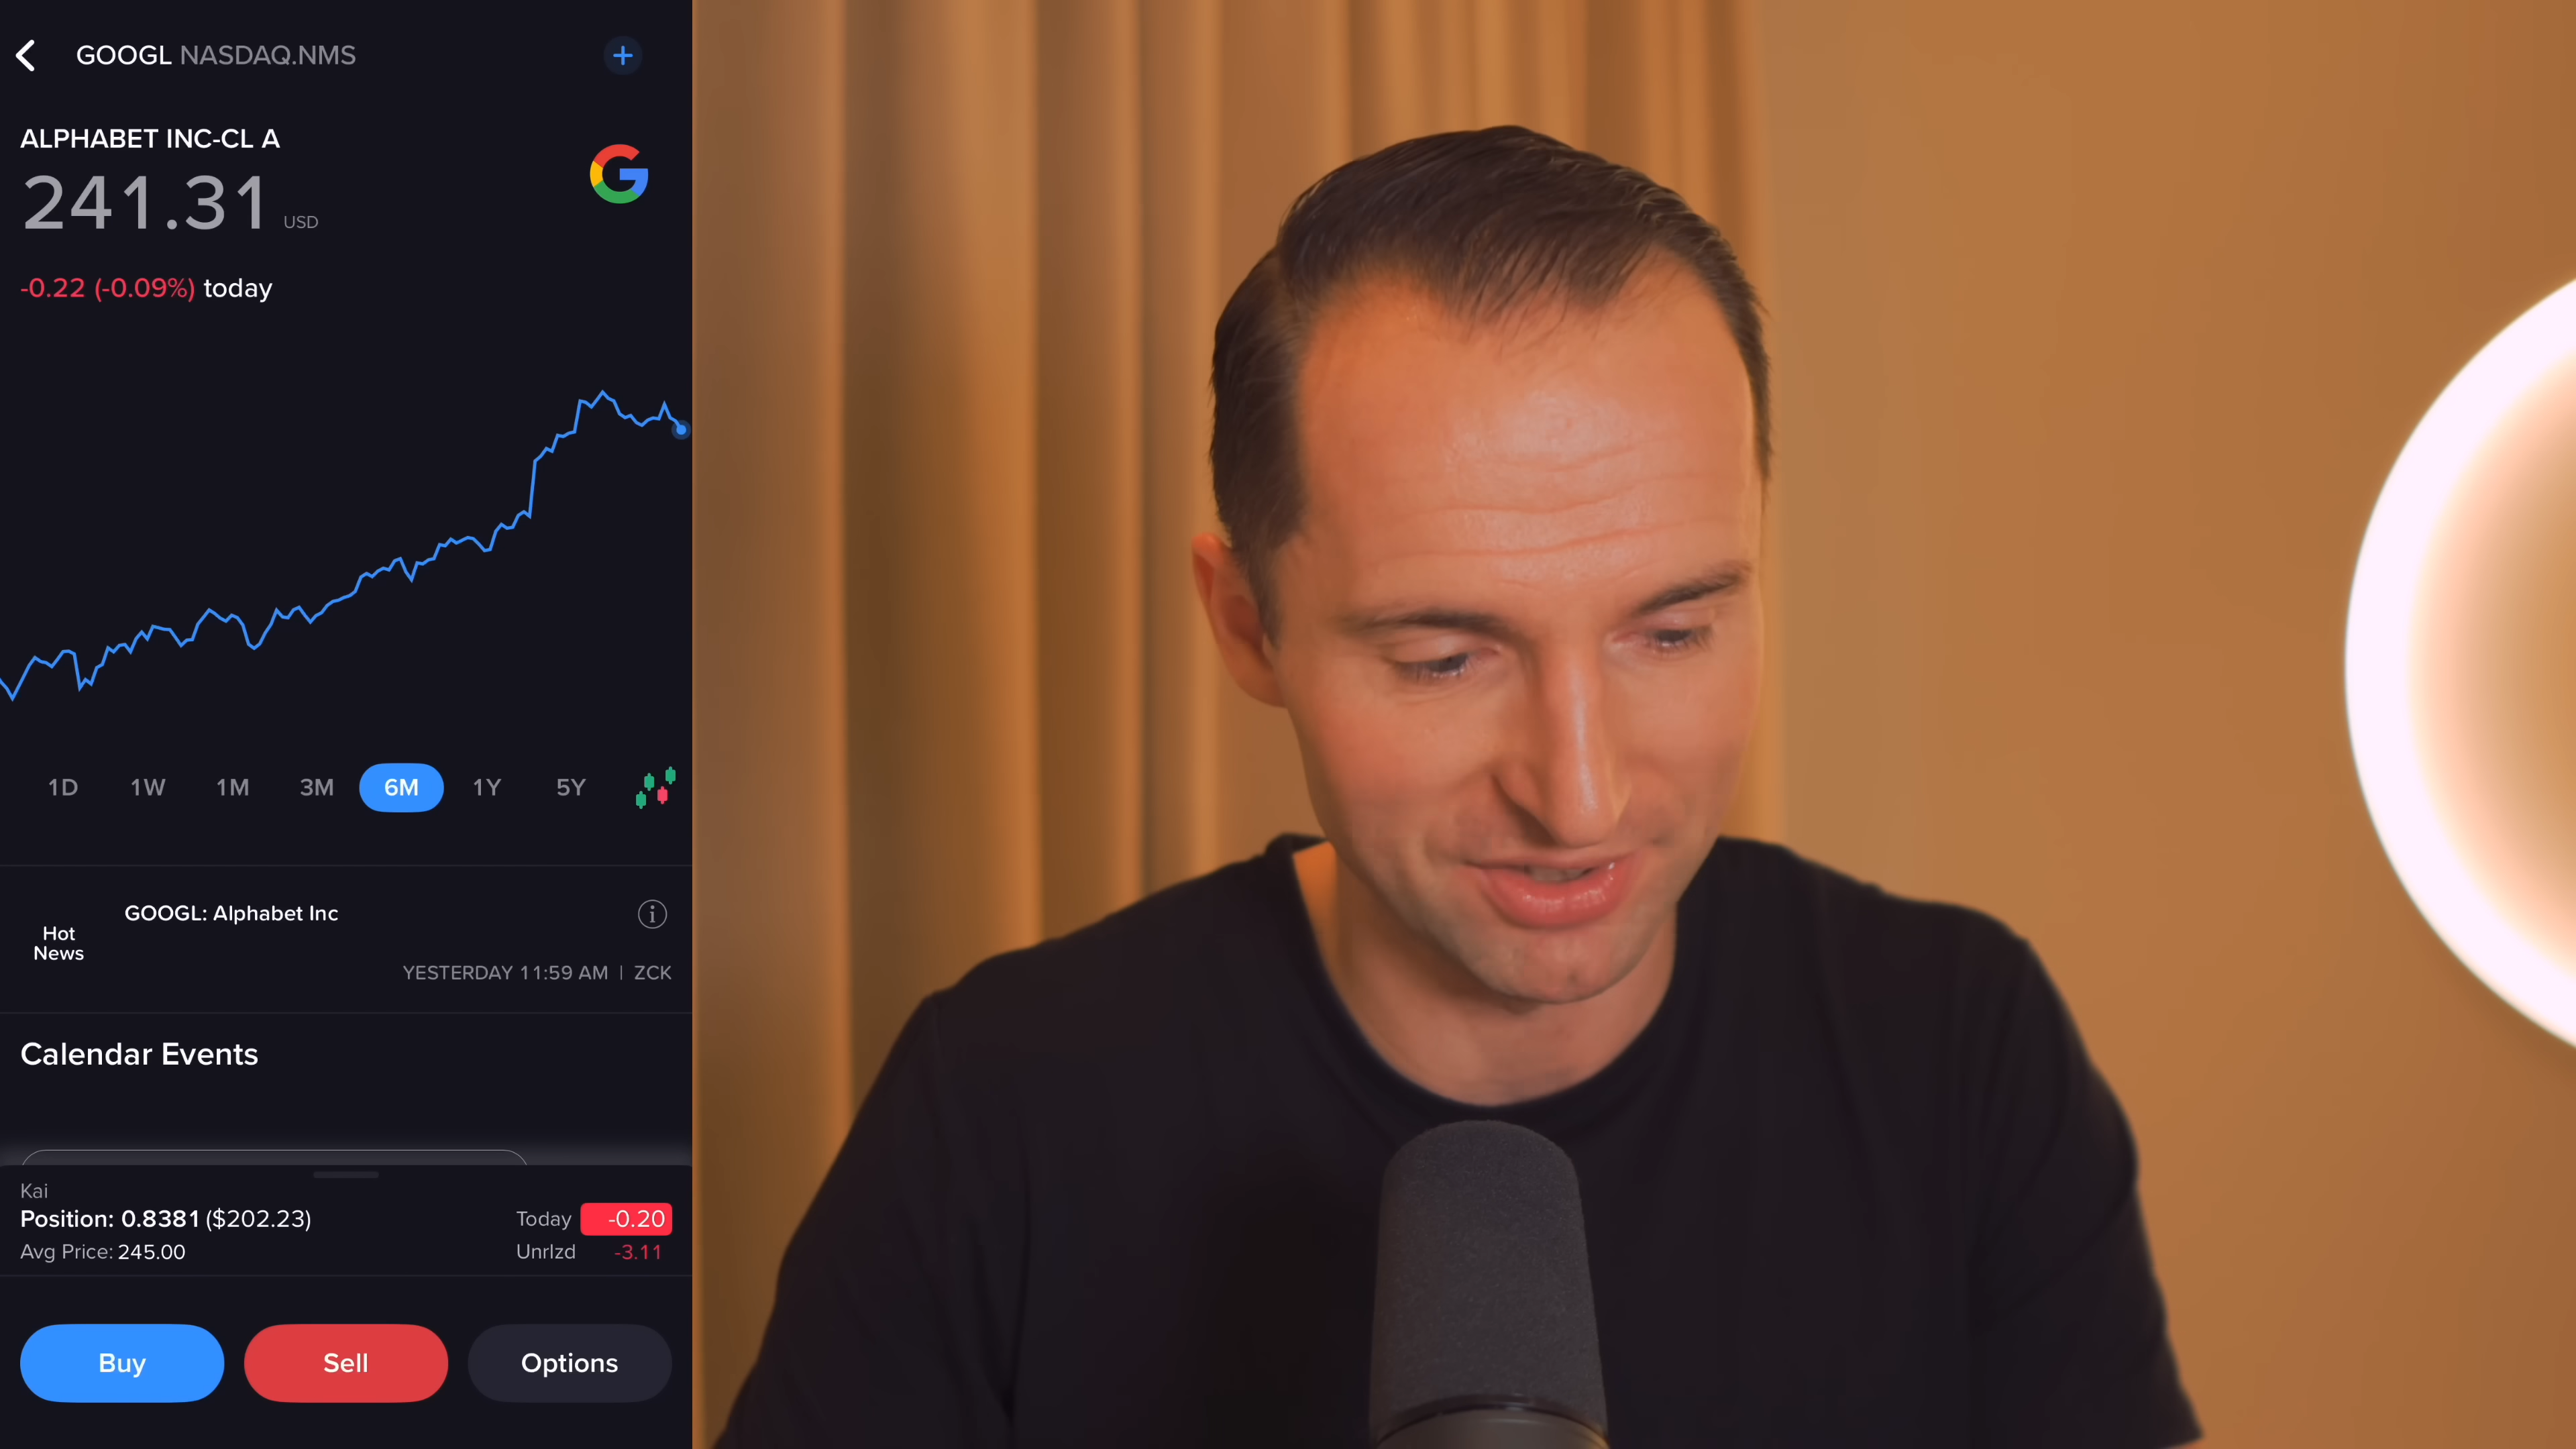 GOOGL NASDAQ.NMS
+
ALPHABET INC-CL A
241.31 USD
-0.22 (-0.09%) today
1D 1W 1M 3M 6M 1Y 5Y
Hot News
GOOGL: Alphabet Inc
YESTERDAY 11:59 AM | ZCK
Calendar Events
Kai
Position: 0.8381 ($202.23) Today -0.20
Avg Price: 245.00 Unrlzd -3.11
Buy Sell Options